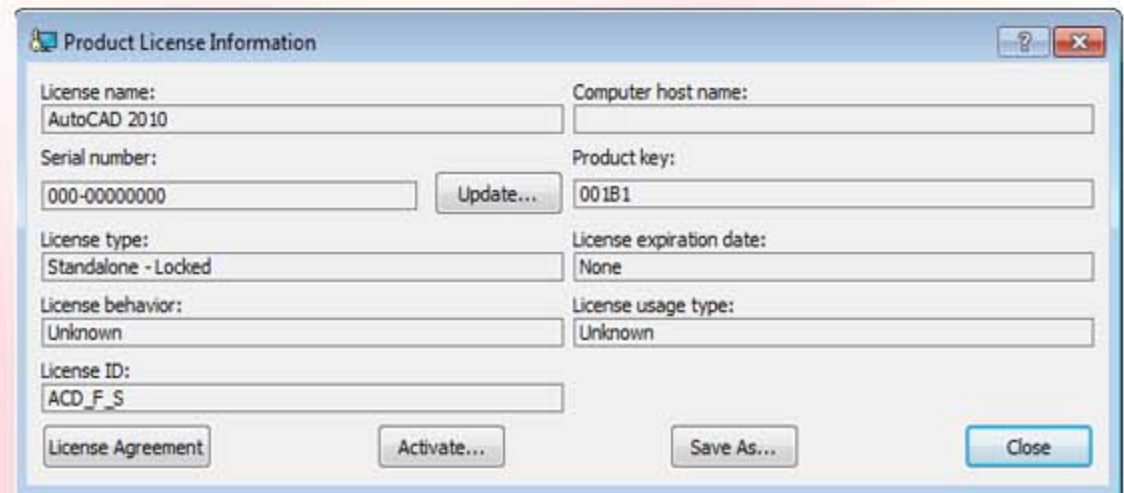 Product License Information
License name:
AutoCAD 2010
Computer host name:
Serial number:
000-00000000
Update...
Product key:
001B1
License type:
Standalone - Locked
License expiration date:
None
License behavior:
Unknown
License usage type:
Unknown
License ID:
ACD_F_S
License Agreement
Activate...
Save As...
Close